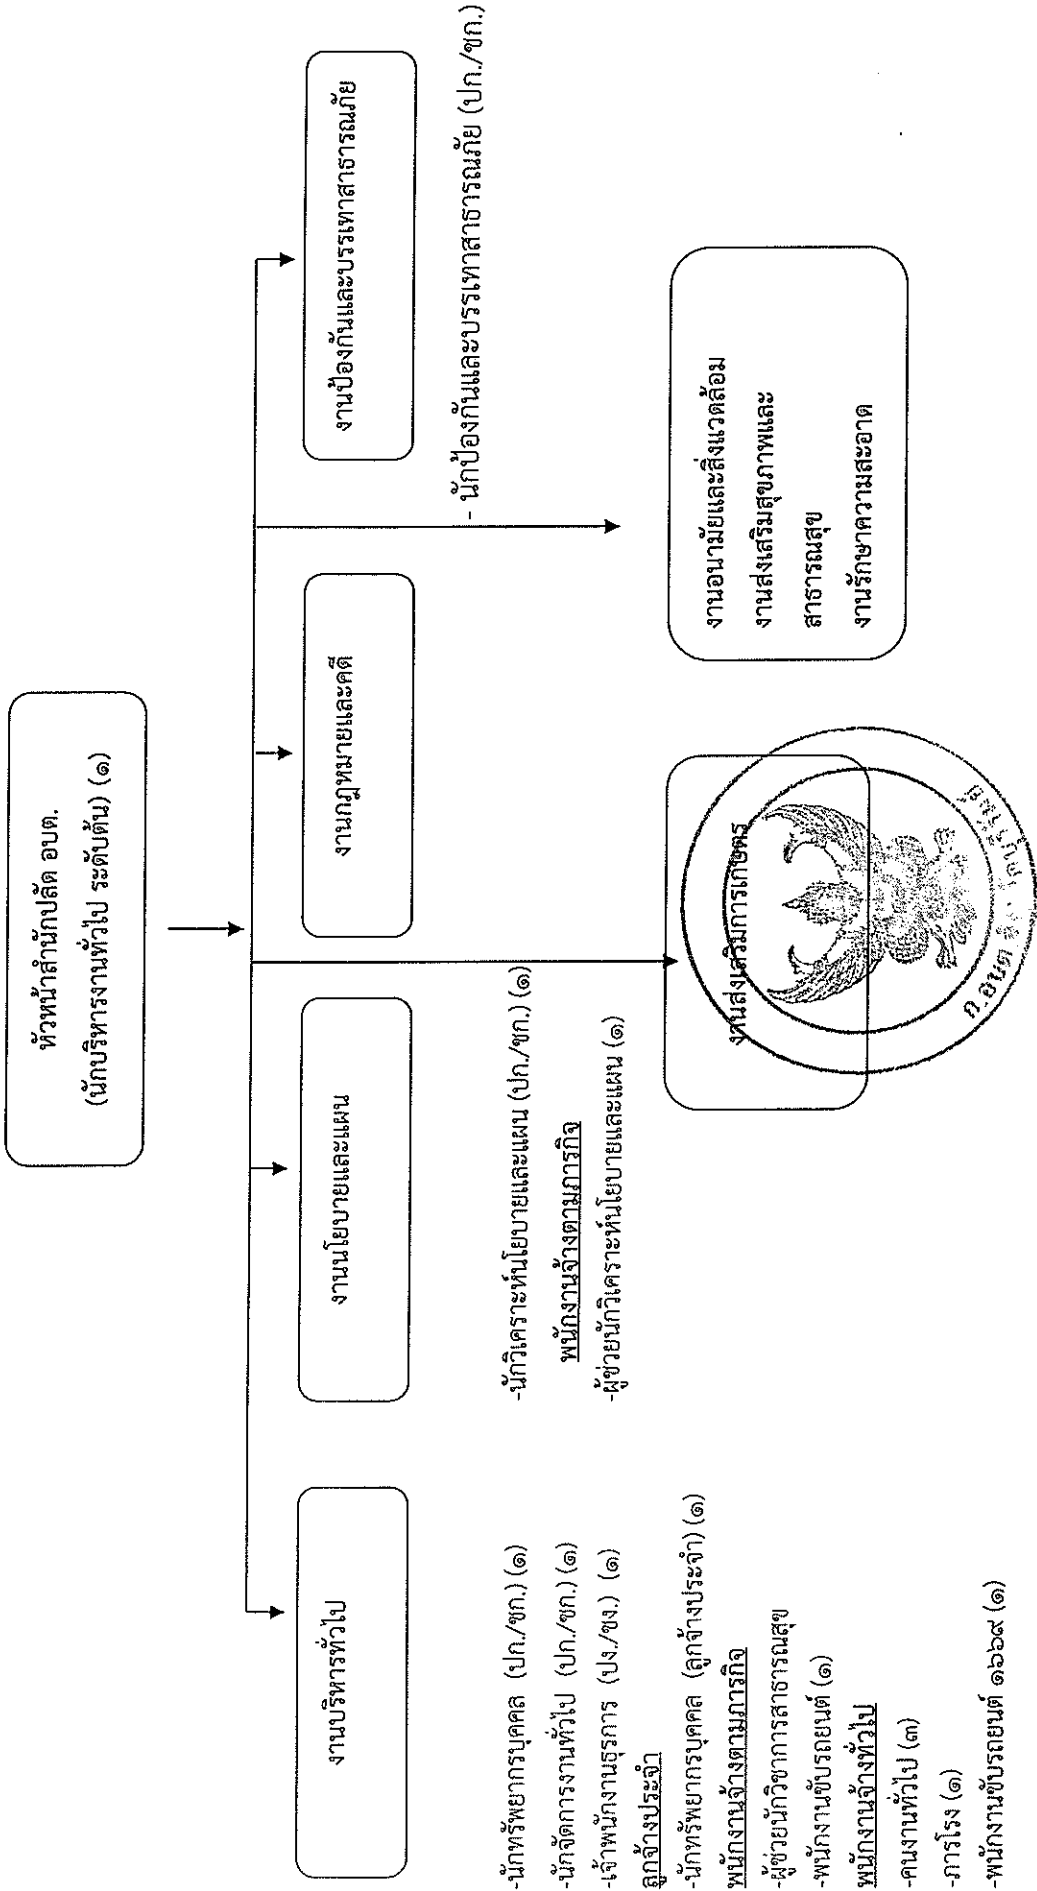 หัวหน้าสำนักปลัด อบต.
(นักบริหารงานทั่วไป ระดับต้น) (๑)
งานบริหารทั่วไป
งานนโยบายและแผน
งานกฎหมายและคดี
งานป้องกันและบรรเทาสาธารณภัย
-นักทรัพยากรบุคคล (ปก./ชก.) (๑)
-นักจัดการงานทั่วไป (ปก./ชก.) (๑)
-เจ้าพนักงานธุรการ (ปง./ชง.) (๑)
ลูกจ้างประจำ
-นักทรัพยากรบุคคล (ลูกจ้างประจำ) (๑)
พนักงานจ้างตามภารกิจ
-ผู้ช่วยนักวิชาการสาธารณสุข
-พนักงานขับรถยนต์ (๑)
พนักงานจ้างทั่วไป
-คนงานทั่วไป (๓)
-ภารโรง (๑)
-พนักงานขับรถยนต์ ๑๖๖๙ (๑)
-นักวิเคราะห์นโยบายและแผน (ปก./ชก.) (๑)
พนักงานจ้างตามภารกิจ
-ผู้ช่วยนักวิเคราะห์นโยบายและแผน (๑)
- นักป้องกันและบรรเทาสาธารณภัย (ปก./ชก.)
งานส่งเสริมการเกษตร
งานอนามัยและสิ่งแวดล้อม
งานส่งเสริมสุขภาพและ
สาธารณสุข
งานรักษาความสะอาด
ก.อบต.